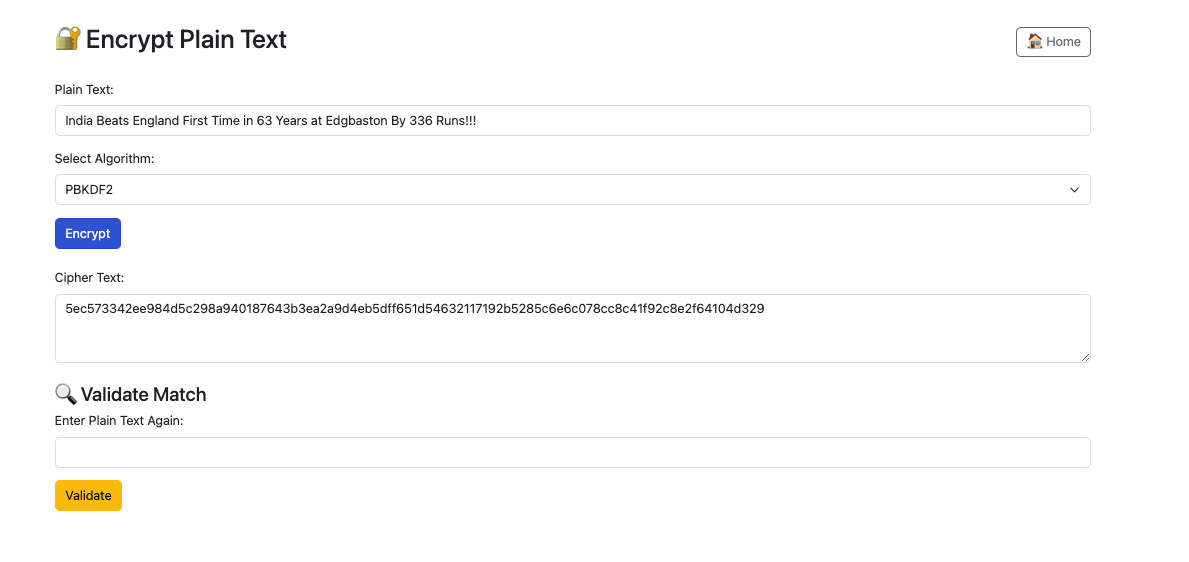 🔐 Encrypt Plain Text
🏠 Home
Plain Text:
India Beats England First Time in 63 Years at Edgbaston By 336 Runs!!!
Select Algorithm:
PBKDF2
Encrypt
Cipher Text:
5ec573342ee984d5c298a940187643b3ea2a9d4eb5dff651d54632117192b5285c6e6c078cc8c41f92c8e2f64104d329
🔍 Validate Match
Enter Plain Text Again:
Validate